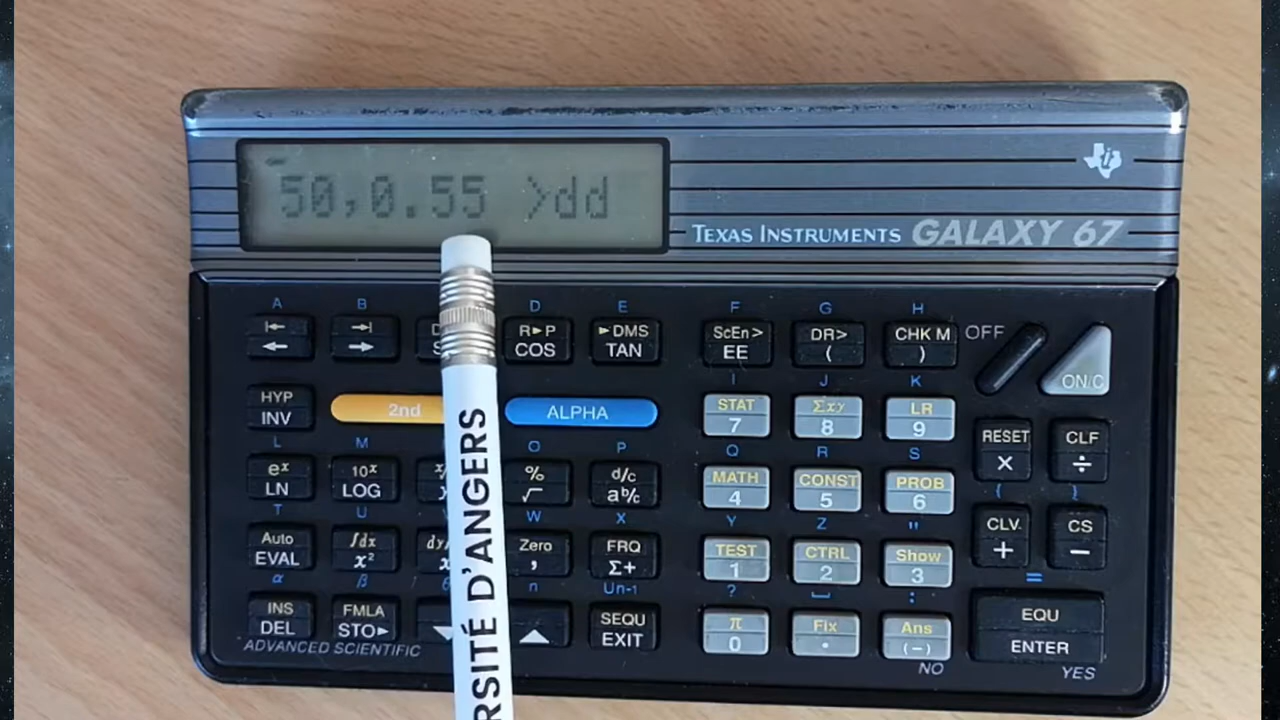 50,0.55 >dd
TEXAS INSTRUMENTS GALAXY 67
A B D E F G H
R►P ►DMS ScEn> DR> CHK M OFF
← → COS TAN EE ( ) ON/C
I J K
HYP STAT Σxy LR
INV 2nd ALPHA 7 8 9
RESET CLF
× ÷
L M O P Q R S
eˣ 10ˣ % d/c MATH CONST PROB { }
LN LOG √ ab/c 4 5 6
T U W X Y Z "
CLV CS
+ −
Auto ∫dx Zero FRQ TEST CTRL Show
EVAL x² , Σ+ 1 2 3
α β n Un-1 ? ⎵ : =
INS FMLA SEQU π Fix Ans EQU
DEL STO► ▼ ▲ EXIT 0 . (−) ENTER
ADVANCED SCIENTIFIC NO YES
RSITÉ D'ANGERS